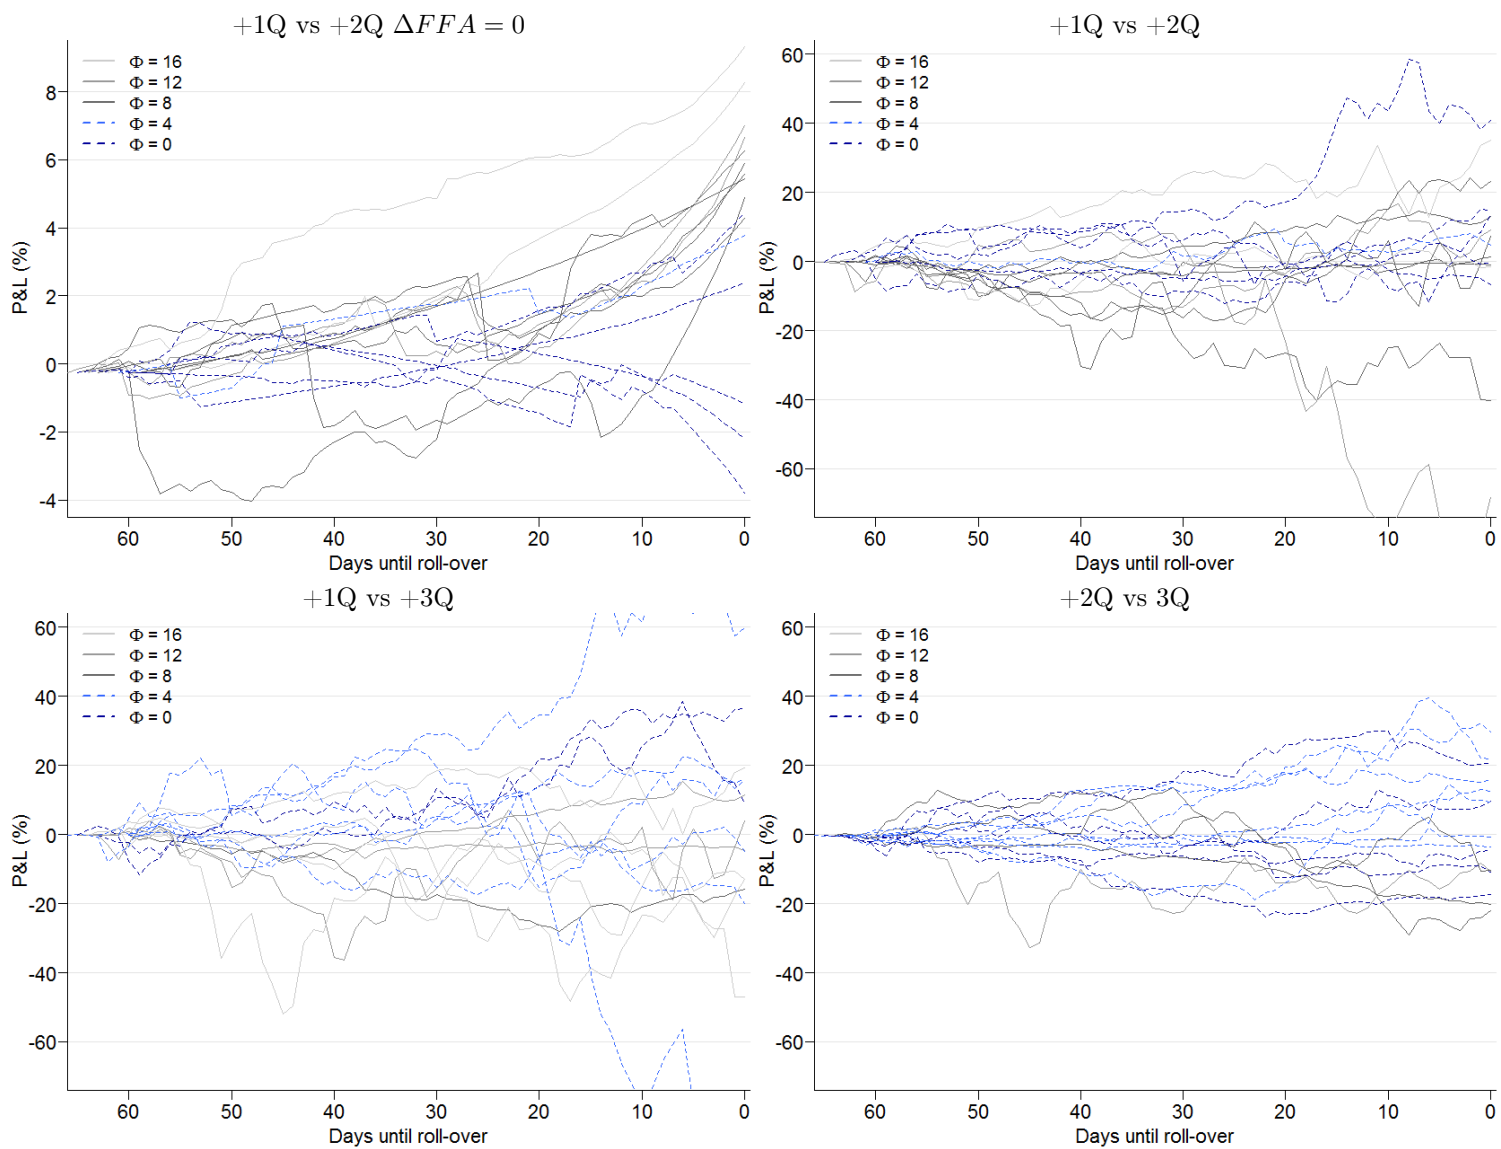 +1Q vs +2Q ΔFFA = 0
Φ = 16
Φ = 12
Φ = 8
Φ = 4
Φ = 0
P&L (%)
8
6
4
2
0
-2
-4
60 50 40 30 20 10 0
Days until roll-over
+1Q vs +2Q
Φ = 16
Φ = 12
Φ = 8
Φ = 4
Φ = 0
P&L (%)
60
40
20
0
-20
-40
-60
60 50 40 30 20 10 0
Days until roll-over
+1Q vs +3Q
Φ = 16
Φ = 12
Φ = 8
Φ = 4
Φ = 0
P&L (%)
60
40
20
0
-20
-40
-60
60 50 40 30 20 10 0
Days until roll-over
+2Q vs 3Q
Φ = 16
Φ = 12
Φ = 8
Φ = 4
Φ = 0
P&L (%)
60
40
20
0
-20
-40
-60
60 50 40 30 20 10 0
Days until roll-over